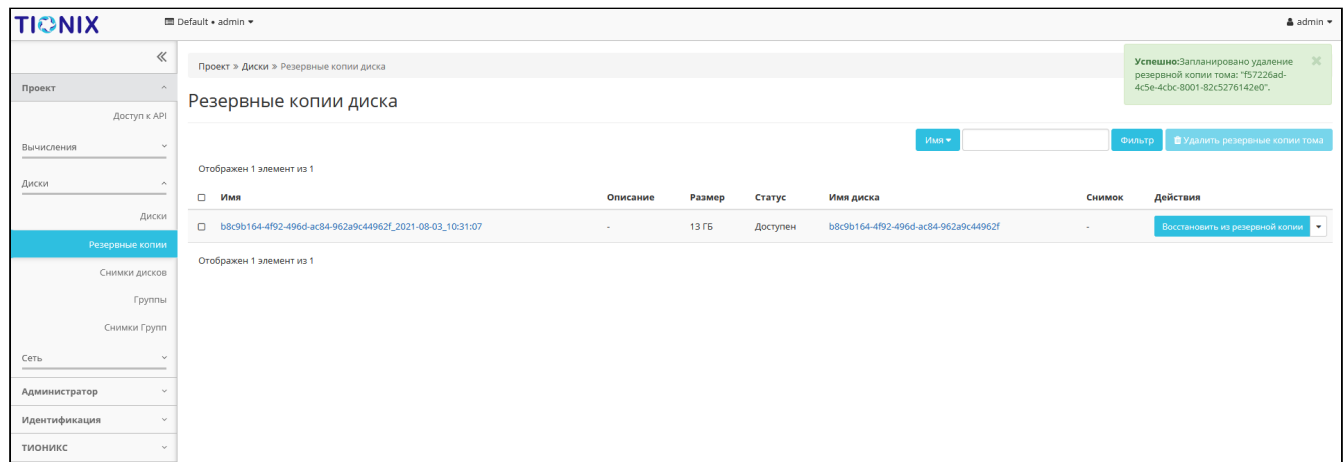 TIONIX
Default • admin
admin
Проект » Диски » Резервные копии диска
Успешно:Запланировано удаление
резервной копии тома: "f57226ad-
4c5e-4cbc-8001-82c5276142e0".
Проект
Доступ к API
Вычисления
Диски
Диски
Резервные копии
Снимки дисков
Группы
Снимки Групп
Сеть
Администратор
Идентификация
ТИОНИКС
Резервные копии диска
Имя
Фильтр
Удалить резервные копии тома
Отображен 1 элемент из 1
Имя Описание Размер Статус Имя диска Снимок Действия
b8c9b164-4f92-496d-ac84-962a9c44962f_2021-08-03_10:31:07 - 13 ГБ Доступен b8c9b164-4f92-496d-ac84-962a9c44962f - Восстановить из резервной копии
Отображен 1 элемент из 1